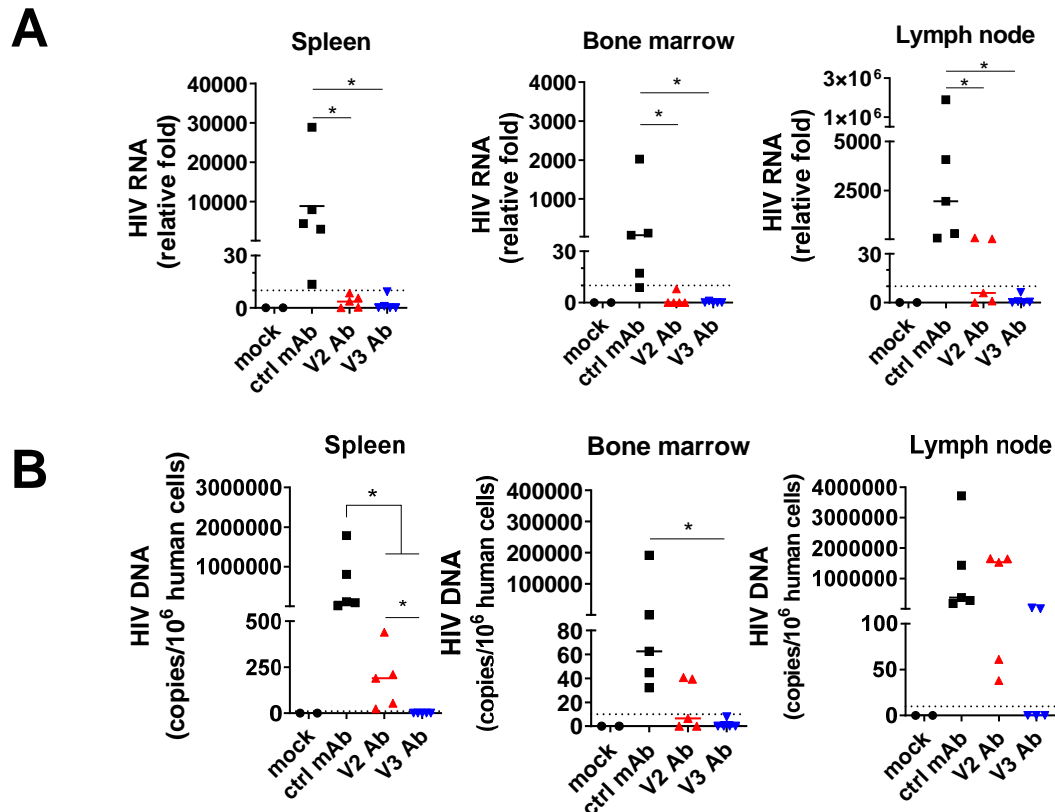 A
Spleen
HIV RNA
(relative fold)
40000
30000
20000
10000
30
0
*
*
mock
ctrl mAb
V2 Ab
V3 Ab
Bone marrow
HIV RNA
(relative fold)
4000
2000
1000
30
0
*
*
mock
ctrl mAb
V2 Ab
V3 Ab
Lymph node
HIV RNA
(relative fold)
3×10⁶
1×10⁶
5000
2500
30
0
*
*
mock
ctrl mAb
V2 Ab
V3 Ab
B
Spleen
HIV DNA
(copies/10⁶ human cells)
3000000
2000000
1000000
500
250
0
*
*
mock
ctrl mAb
V2 Ab
V3 Ab
Bone marrow
HIV DNA
(copies/10⁶ human cells)
400000
300000
200000
100000
80
60
40
20
0
*
mock
ctrl mAb
V2 Ab
V3 Ab
Lymph node
HIV DNA
(copies/10⁶ human cells)
4000000
3000000
2000000
1000000
100
50
0
mock
ctrl mAb
V2 Ab
V3 Ab